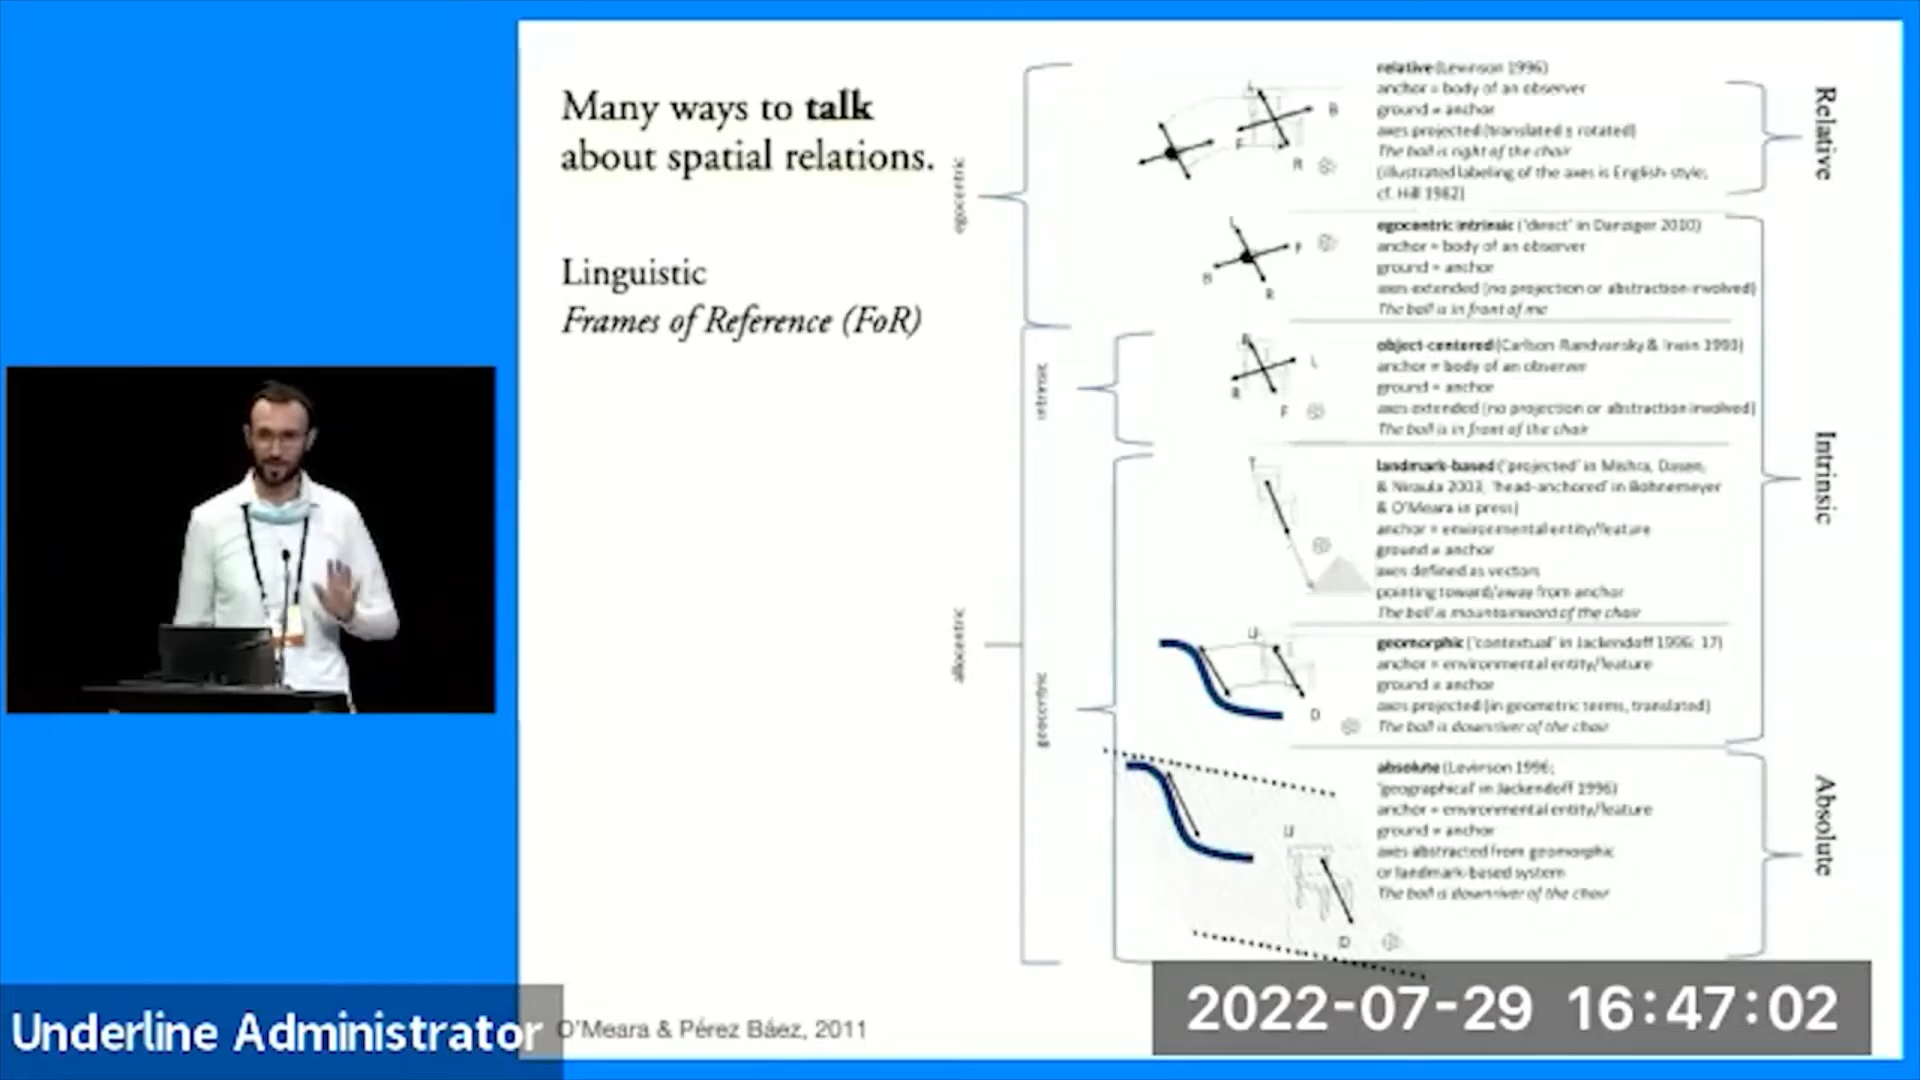 Many ways to talk
about spatial relations.
Linguistic
Frames of Reference (FoR)
egocentric
allocentric
intrinsic
geocentric
relative (Levinson 1996)
anchor = body of an observer
ground ≠ anchor
axes projected (translated ± rotated)
The ball is right of the chair
(illustrated labeling of the axes is English-style;
cf. Hill 1982)
L
B
F
R
egocentric intrinsic ('direct' in Danziger 2010)
anchor = body of an observer
ground = anchor
axes extended (no projection or abstraction involved)
The ball is in front of me
L
F
B
R
object-centered (Carlson-Radvansky & Irwin 1993)
anchor ≠ body of an observer
ground = anchor
axes extended (no projection or abstraction involved)
The ball is in front of the chair
B
L
R
F
landmark-based ('projected' in Mishra, Dasen,
& Niraula 2003, 'head-anchored' in Bohnemeyer
& O'Meara in press)
anchor = environmental entity/feature
ground ≠ anchor
axes defined as vectors
pointing toward/away from anchor
The ball is mountainward of the chair
T
geomorphic ('contextual' in Jackendoff 1996: 17)
anchor = environmental entity/feature
ground ≠ anchor
axes projected (in geometric terms, translated)
The ball is downriver of the chair
U
D
absolute (Levinson 1996;
'geographical' in Jackendoff 1996)
anchor = environmental entity/feature
ground ≠ anchor
axes abstracted from geomorphic
or landmark-based system
The ball is downriver of the chair
U
D
Relative
Intrinsic
Absolute
O'Meara & Pérez Báez, 2011
Underline Administrator
2022-07-29 16:47:02